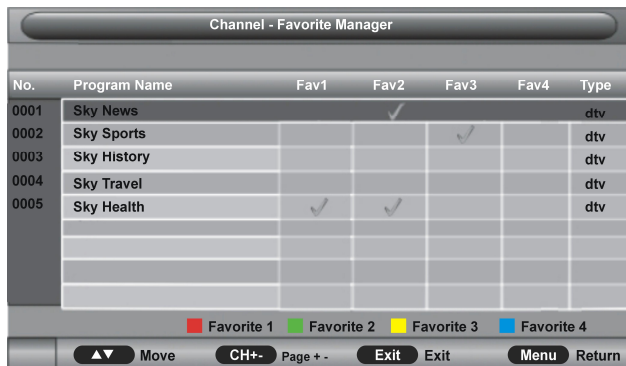 Channel - Favorite Manager
No. Program Name Fav1 Fav2 Fav3 Fav4 Type
0001 Sky News dtv
0002 Sky Sports dtv
0003 Sky History dtv
0004 Sky Travel dtv
0005 Sky Health dtv
Favorite 1 Favorite 2 Favorite 3 Favorite 4
▲▼ Move CH+- Page + - Exit Exit Menu Return